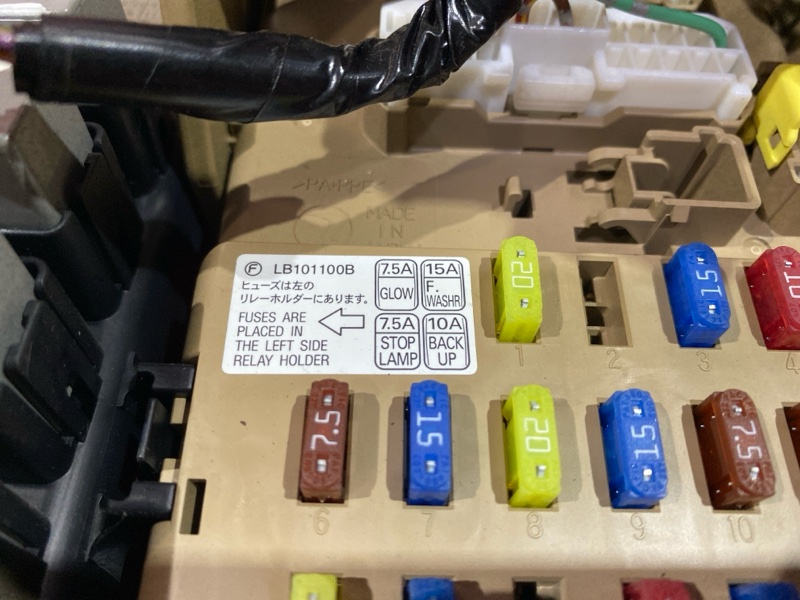 >PA+PPE<
MADE
IN
Ⓕ LB101100B
ヒューズは左の
リレーホルダーにあります。
FUSES ARE
PLACED IN
THE LEFT SIDE
RELAY HOLDER
7.5A
GLOW
15A
F.
WASHR
7.5A
STOP
LAMP
10A
BACK
UP
20
15
10
1
2
3
4
7.5
15
20
15
7.5
6
7
8
9
10